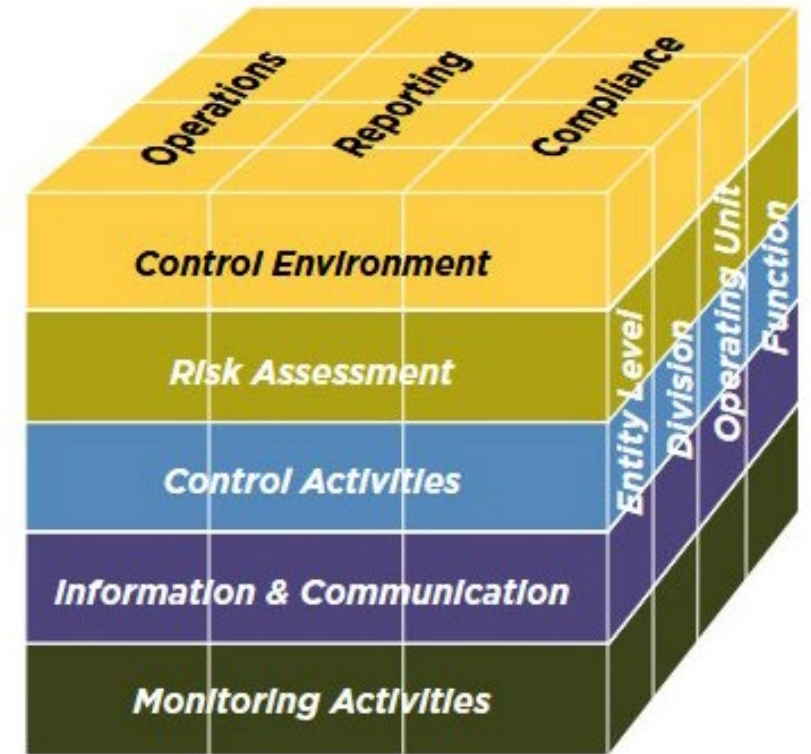 Operations
Reporting
Compliance
Control Environment
Risk Assessment
Control Activities
Information & Communication
Monitoring Activities
Entity Level
Division
Operating Unit
Function